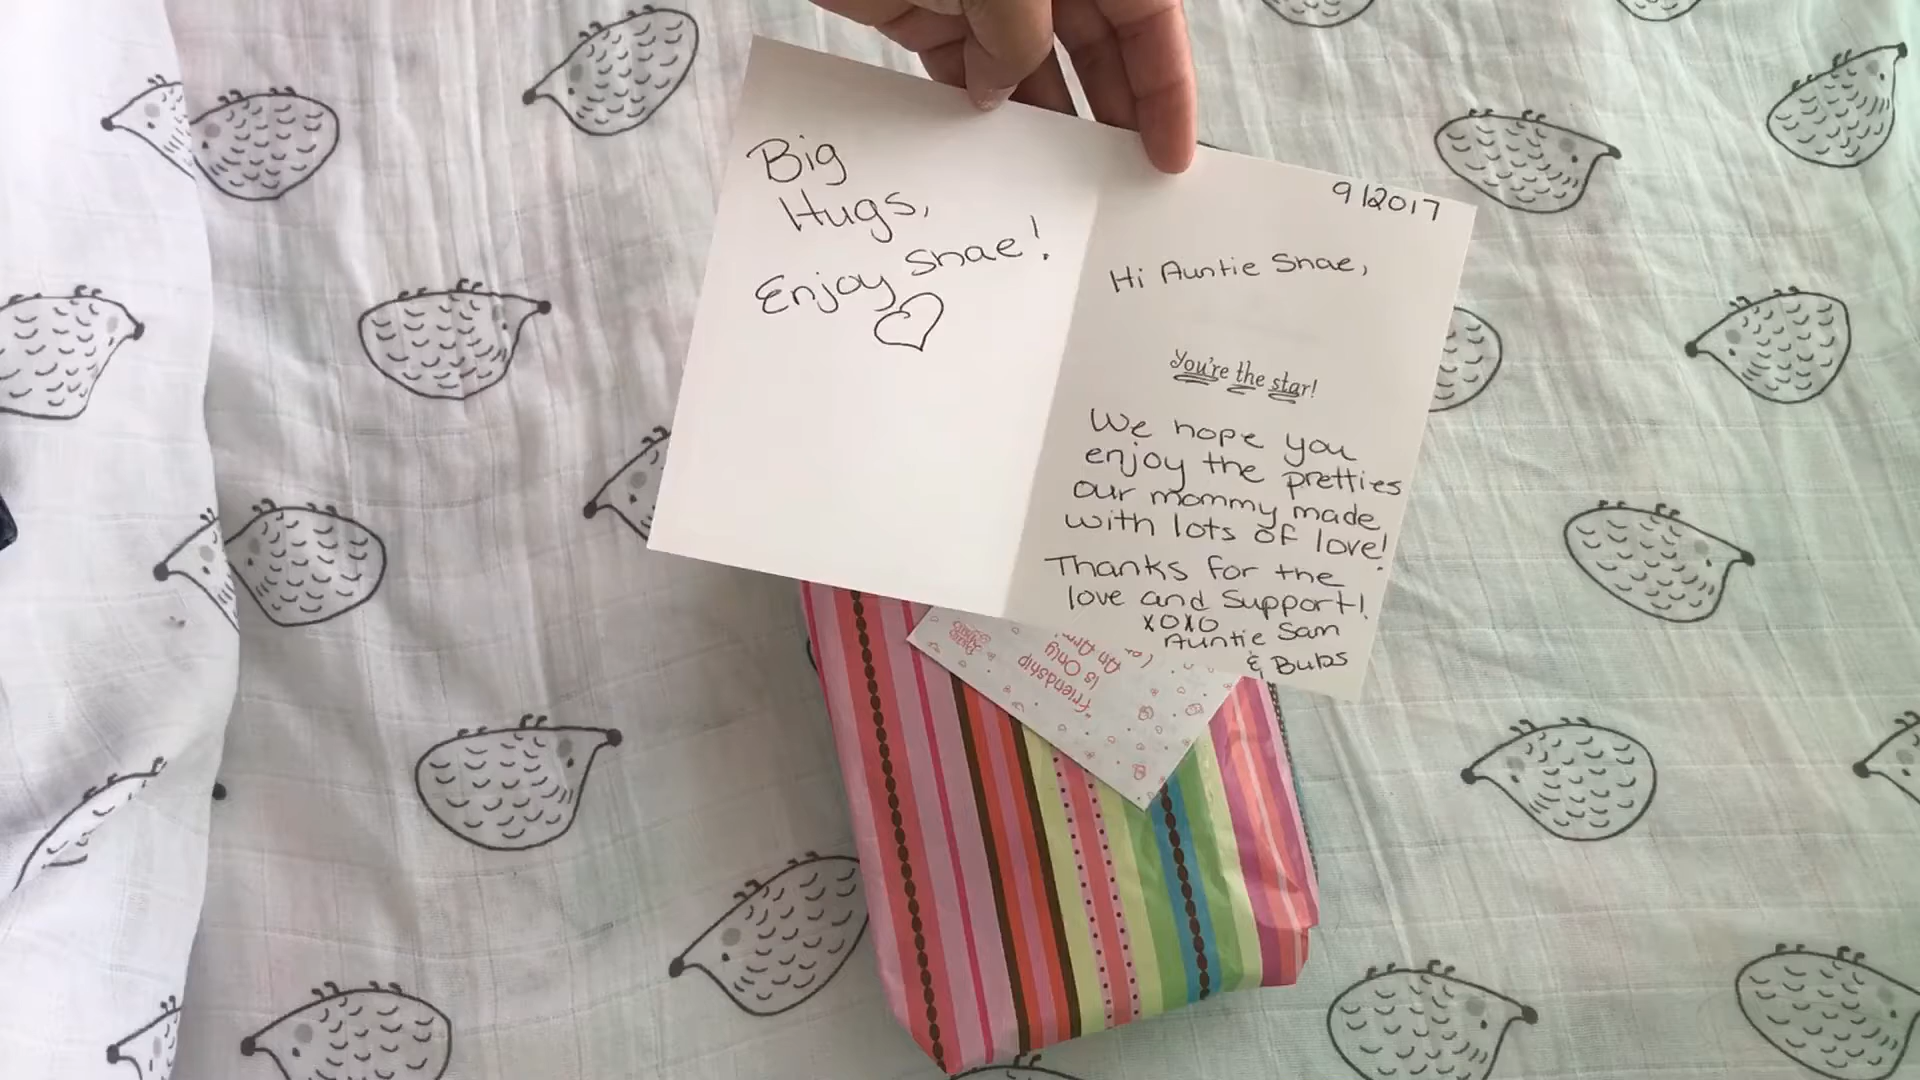 Big
Hugs,
Enjoy Shae!
9/2017
Hi Auntie Shae,
You're the star!
We hope you
enjoy the pretties
our mommy made
with lots of love!
Thanks for the
love and support!
XOXO
Auntie Sam
& Bubs
"Friendship
is Only
An Arm